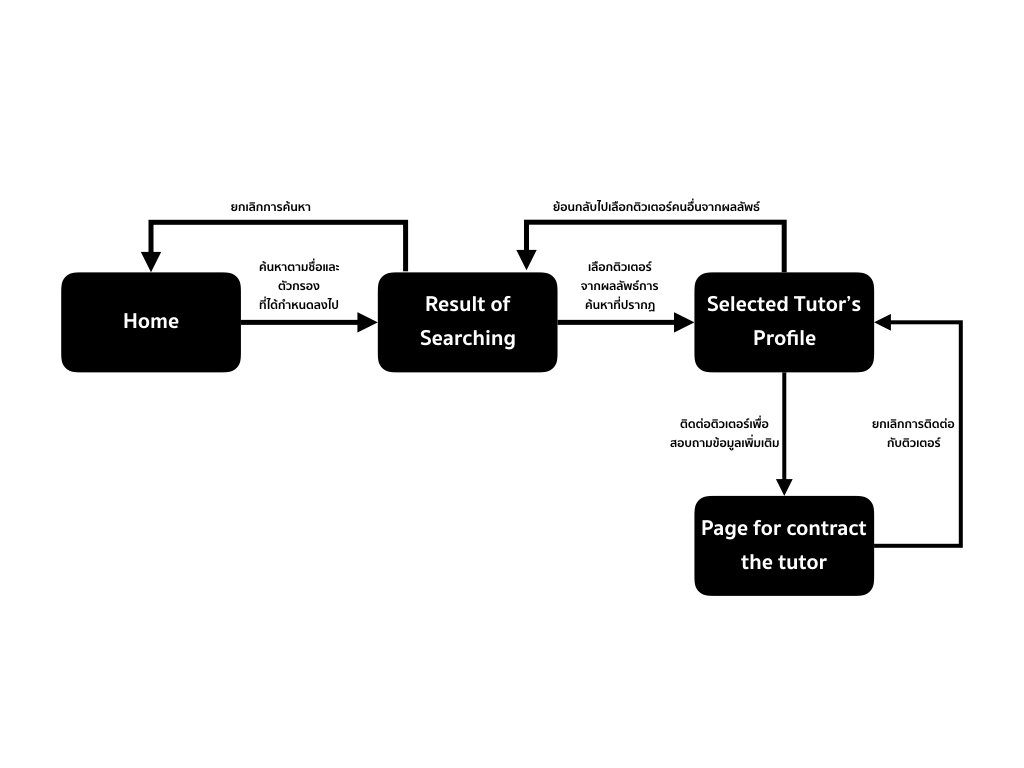 ยกเลิกการค้นหา
ย้อนกลับไปเลือกติวเตอร์คนอื่นจากผลลัพธ์
ค้นหาตามชื่อและ
ตัวกรอง
ที่ได้กำหนดลงไป
เลือกติวเตอร์
จากผลลัพธ์การ
ค้นหาที่ปรากฏ
Home
Result of
Searching
Selected Tutor's
Profile
ติดต่อติวเตอร์เพื่อ
สอบถามข้อมูลเพิ่มเติม
ยกเลิกการติดต่อ
กับติวเตอร์
Page for contract
the tutor